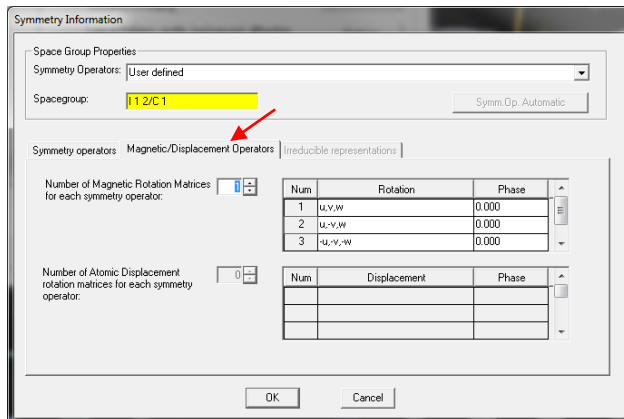 Symmetry Information
Space Group Properties
Symmetry Operators: User defined
Spacegroup: I 1 2/C 1
Symm.Op. Automatic
Symmetry operators Magnetic/Displacement Operators Irreducible representations
Number of Magnetic Rotation Matrices
for each symmetry operator:
1
Num Rotation Phase
1 u,v,w 0.000
2 u,-v,w 0.000
3 -u,-v,-w 0.000
Number of Atomic Displacement
rotation matrices for each symmetry
operator:
0
Num Displacement Phase
OK Cancel